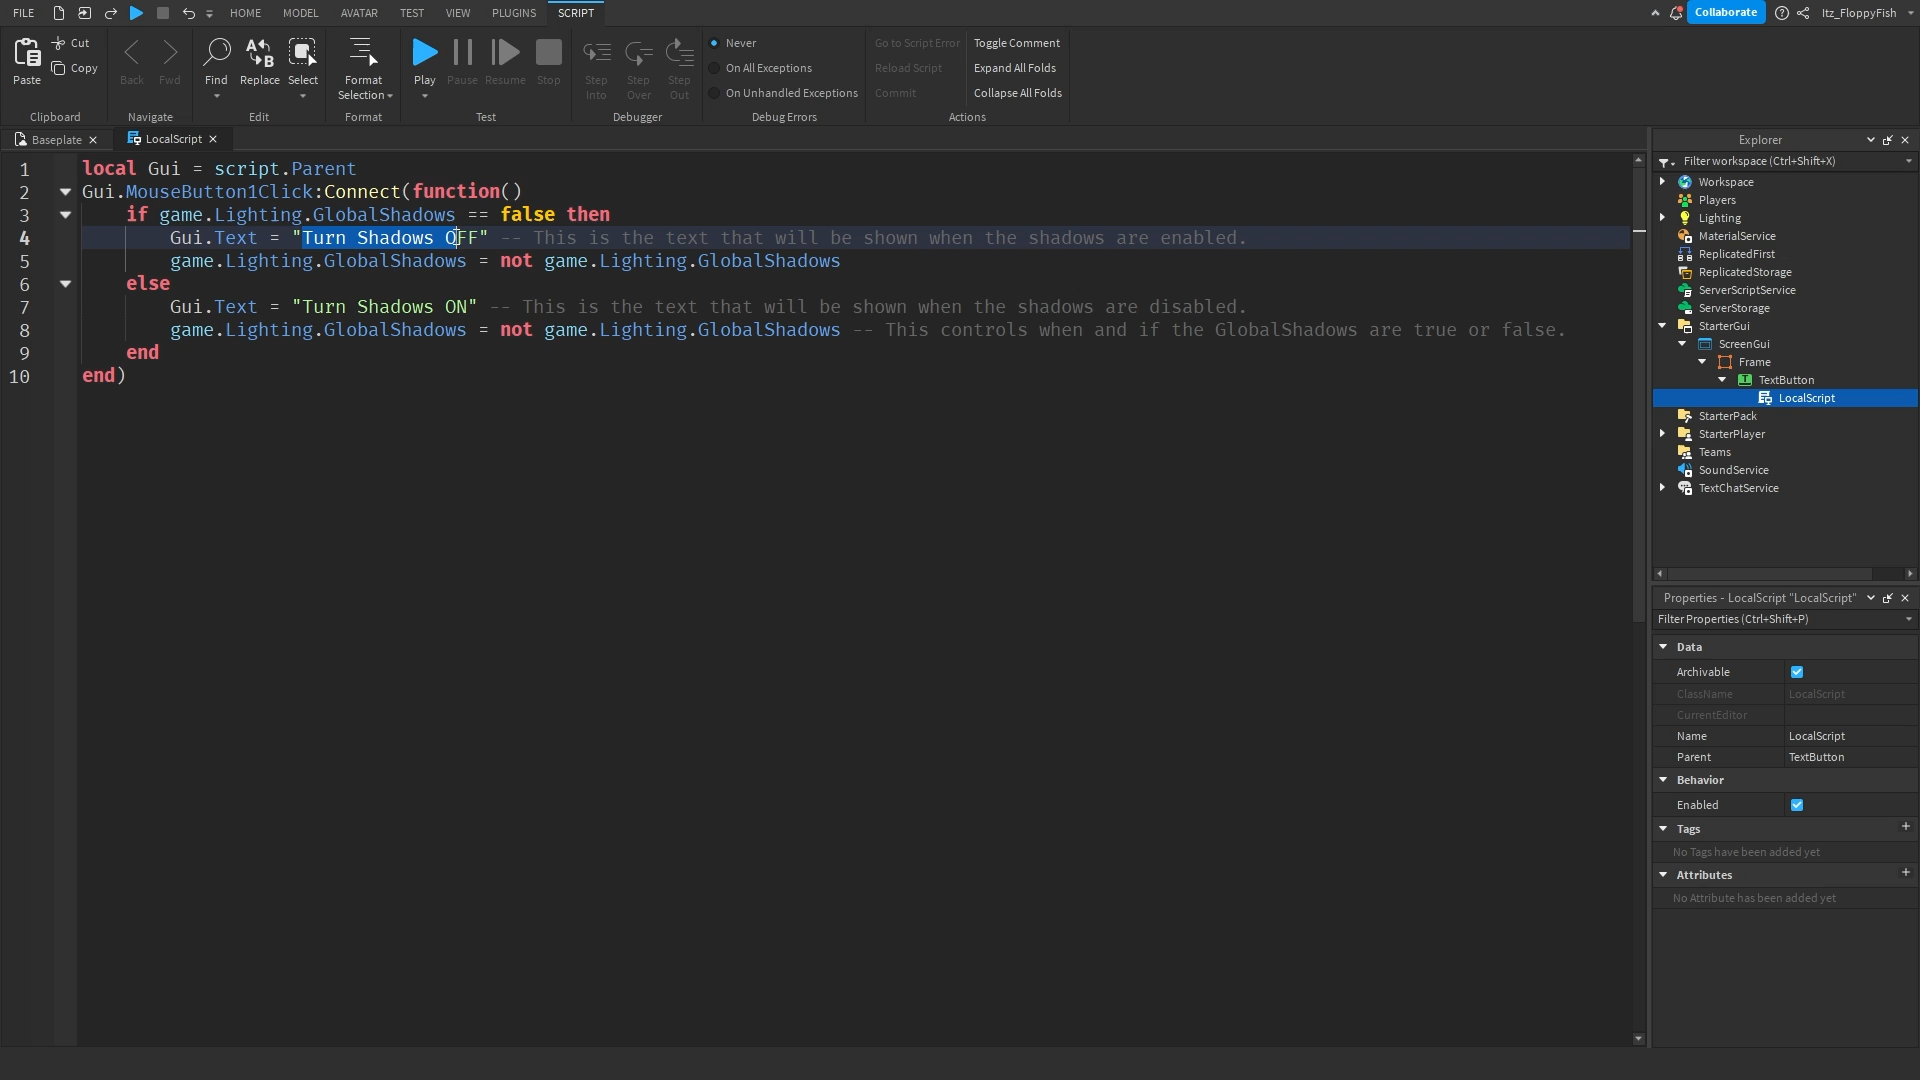 FILE HOME MODEL AVATAR TEST VIEW PLUGINS SCRIPT Collaborate Itz_FloppyFish
Paste Cut Copy Clipboard
Back Fwd Navigate
Find Replace Select Edit
Format Selection Format
Play Pause Resume Stop Test
Step Into Step Over Step Out Debugger
Never
On All Exceptions
On Unhandled Exceptions
Debug Errors
Go to Script Error Toggle Comment
Reload Script Expand All Folds
Commit Collapse All Folds
Actions
Baseplate LocalScript
1 local Gui = script.Parent
2 Gui.MouseButton1Click:Connect(function()
3 if game.Lighting.GlobalShadows == false then
4 Gui.Text = "Turn Shadows OFF" -- This is the text that will be shown when the shadows are enabled.
5 game.Lighting.GlobalShadows = not game.Lighting.GlobalShadows
6 else
7 Gui.Text = "Turn Shadows ON" -- This is the text that will be shown when the shadows are disabled.
8 game.Lighting.GlobalShadows = not game.Lighting.GlobalShadows -- This controls when and if the GlobalShadows are true or false.
9 end
10 end)
Explorer
Filter workspace (Ctrl+Shift+X)
Workspace
Players
Lighting
MaterialService
ReplicatedFirst
ReplicatedStorage
ServerScriptService
ServerStorage
StarterGui
ScreenGui
Frame
TextButton
LocalScript
StarterPack
StarterPlayer
Teams
SoundService
TextChatService
Properties - LocalScript "LocalScript"
Filter Properties (Ctrl+Shift+P)
Data
Archivable
ClassName LocalScript
CurrentEditor
Name LocalScript
Parent TextButton
Behavior
Enabled
Tags +
No Tags have been added yet
Attributes +
No Attribute has been added yet